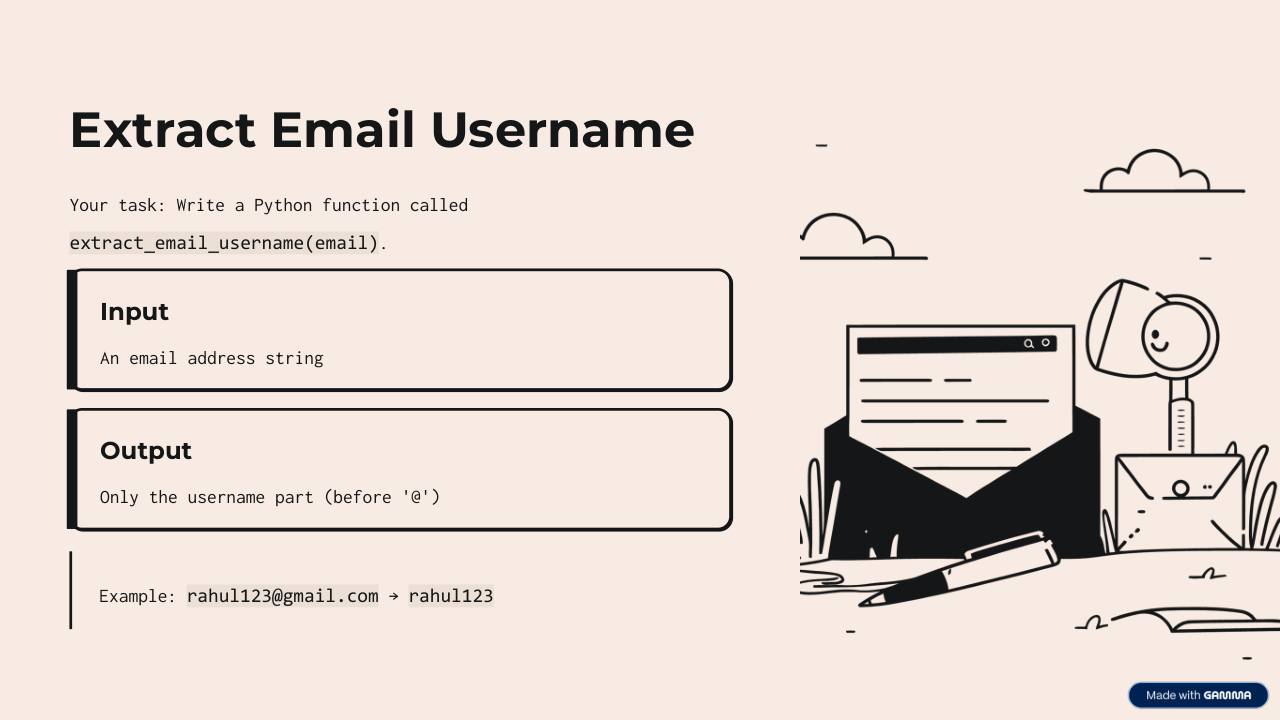 Extract Email Username
Your task: Write a Python function called
extract_email_username(email).
Input
An email address string
Output
Only the username part (before '@')
Example: rahul123@gmail.com → rahul123
Made with GAMMA